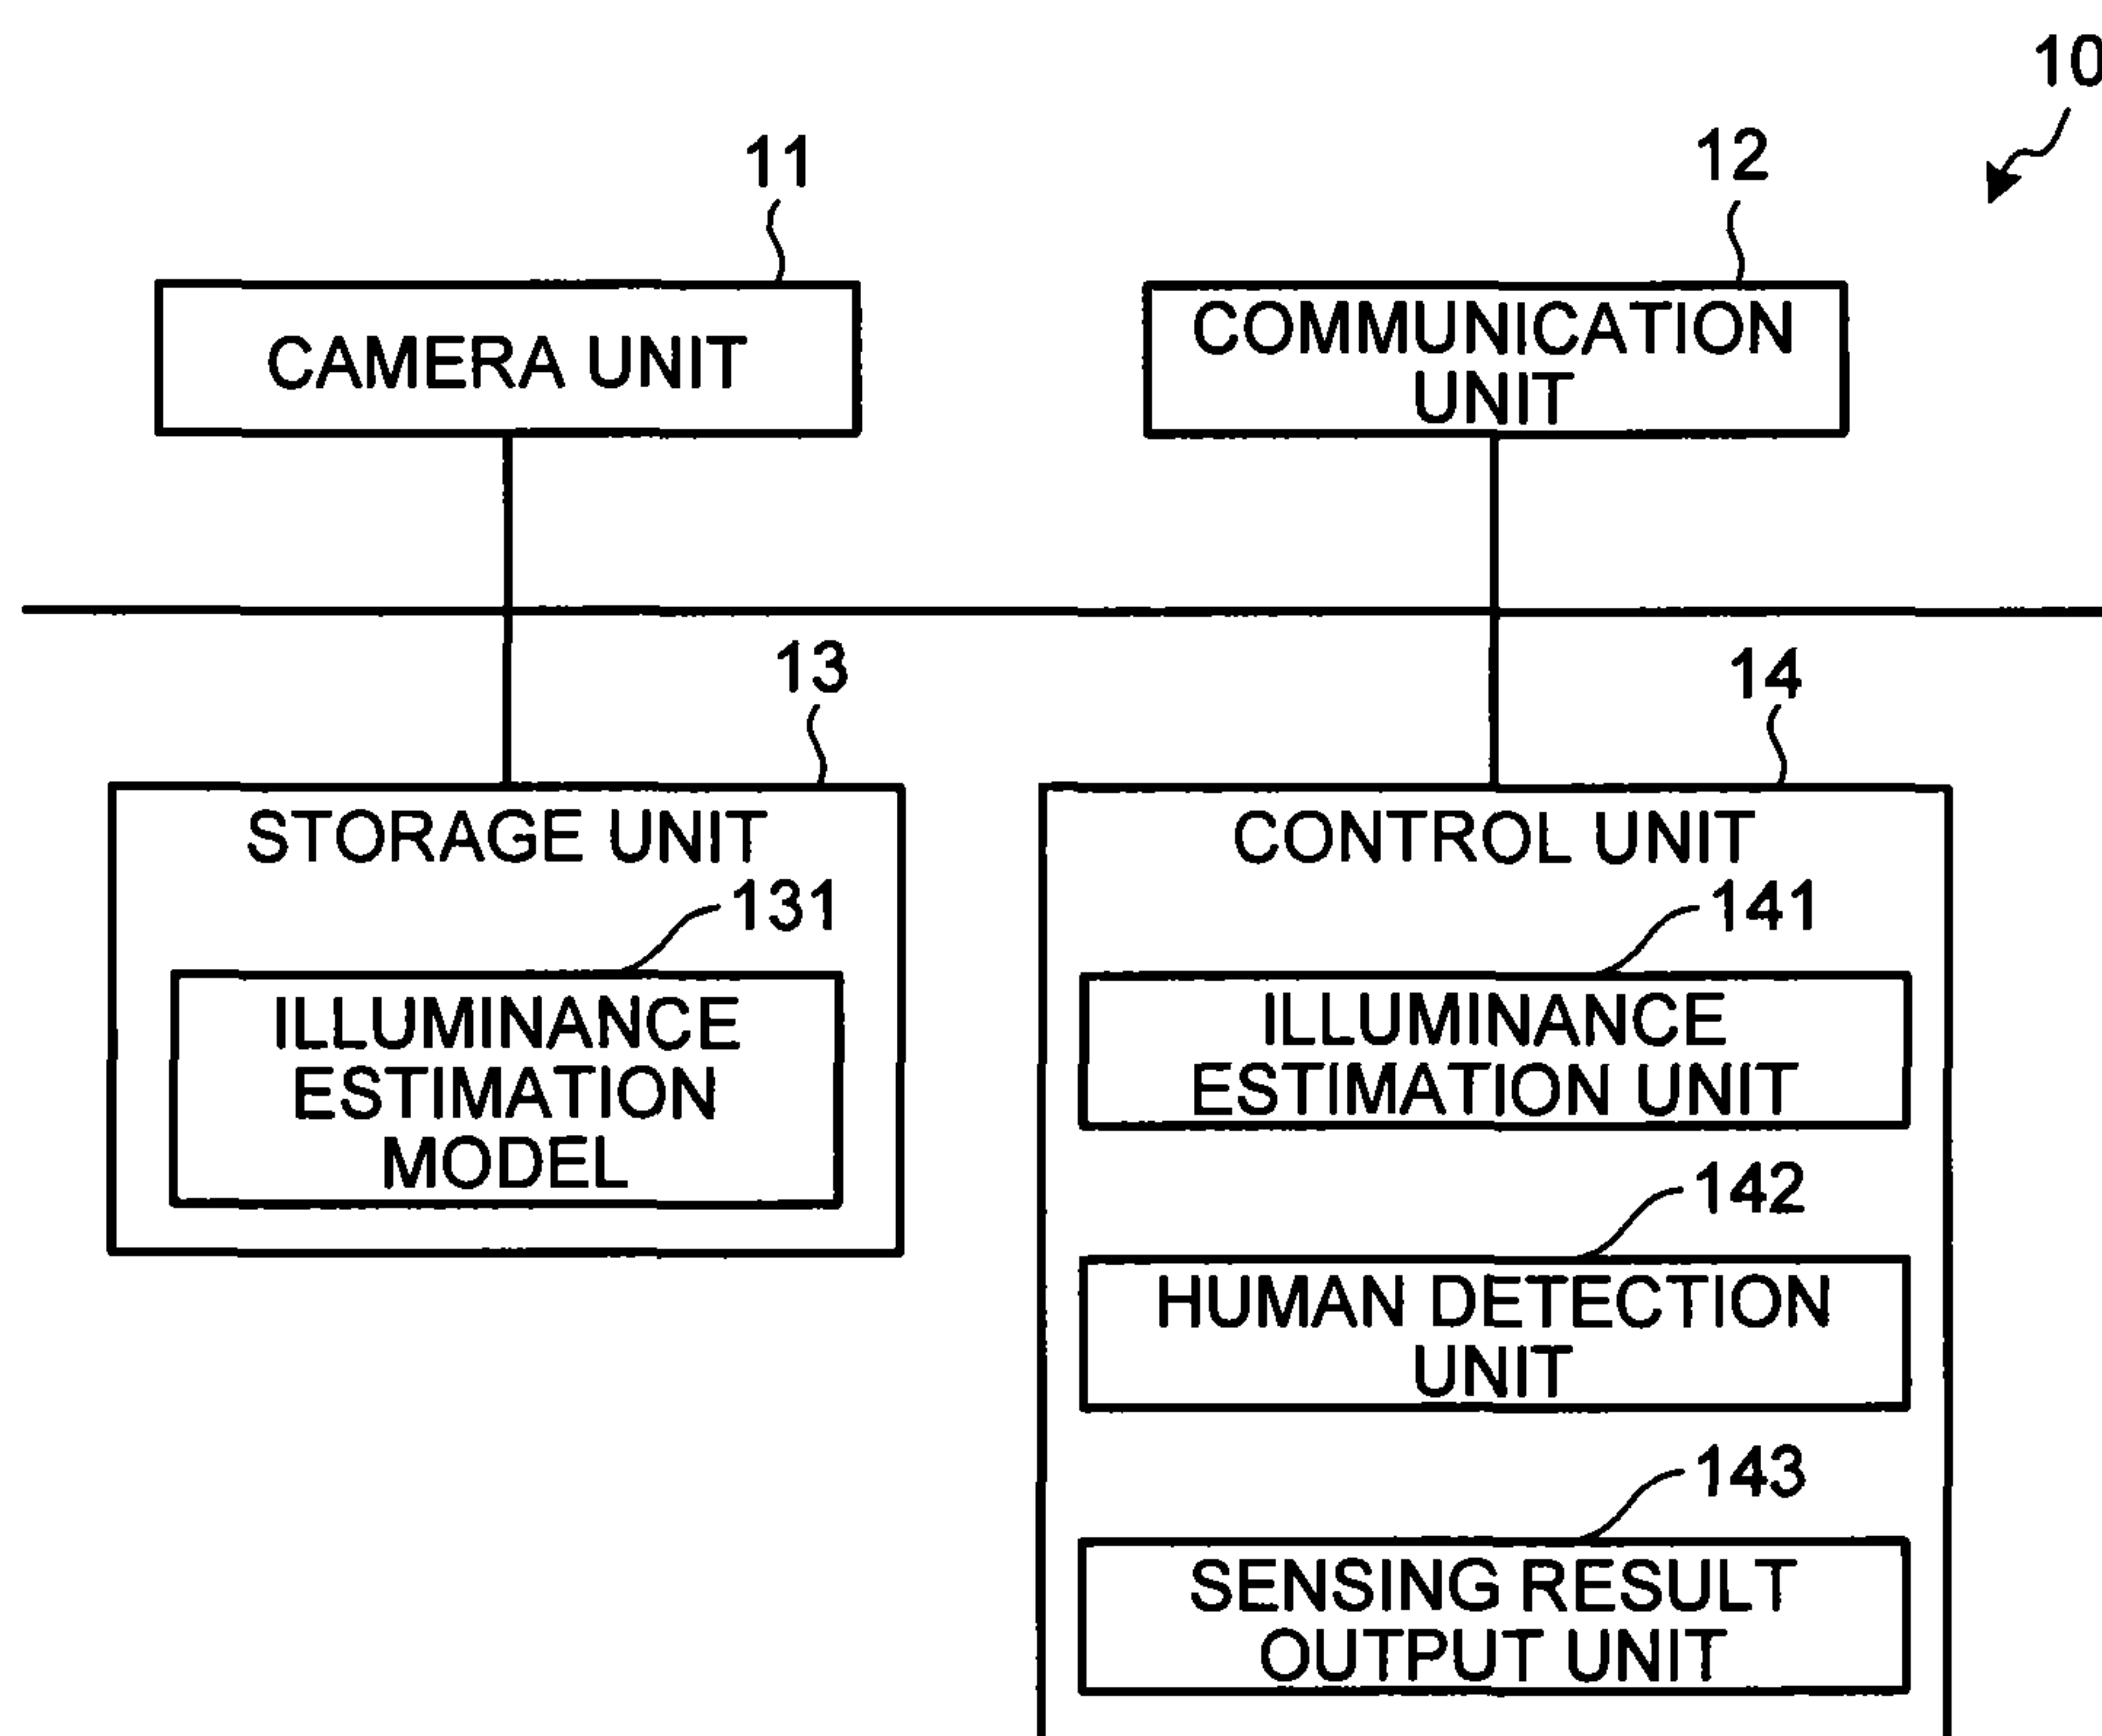 10
11
CAMERA UNIT
12
COMMUNICATION
UNIT
13
STORAGE UNIT
131
ILLUMINANCE
ESTIMATION
MODEL
14
CONTROL UNIT
141
ILLUMINANCE
ESTIMATION UNIT
142
HUMAN DETECTION
UNIT
143
SENSING RESULT
OUTPUT UNIT